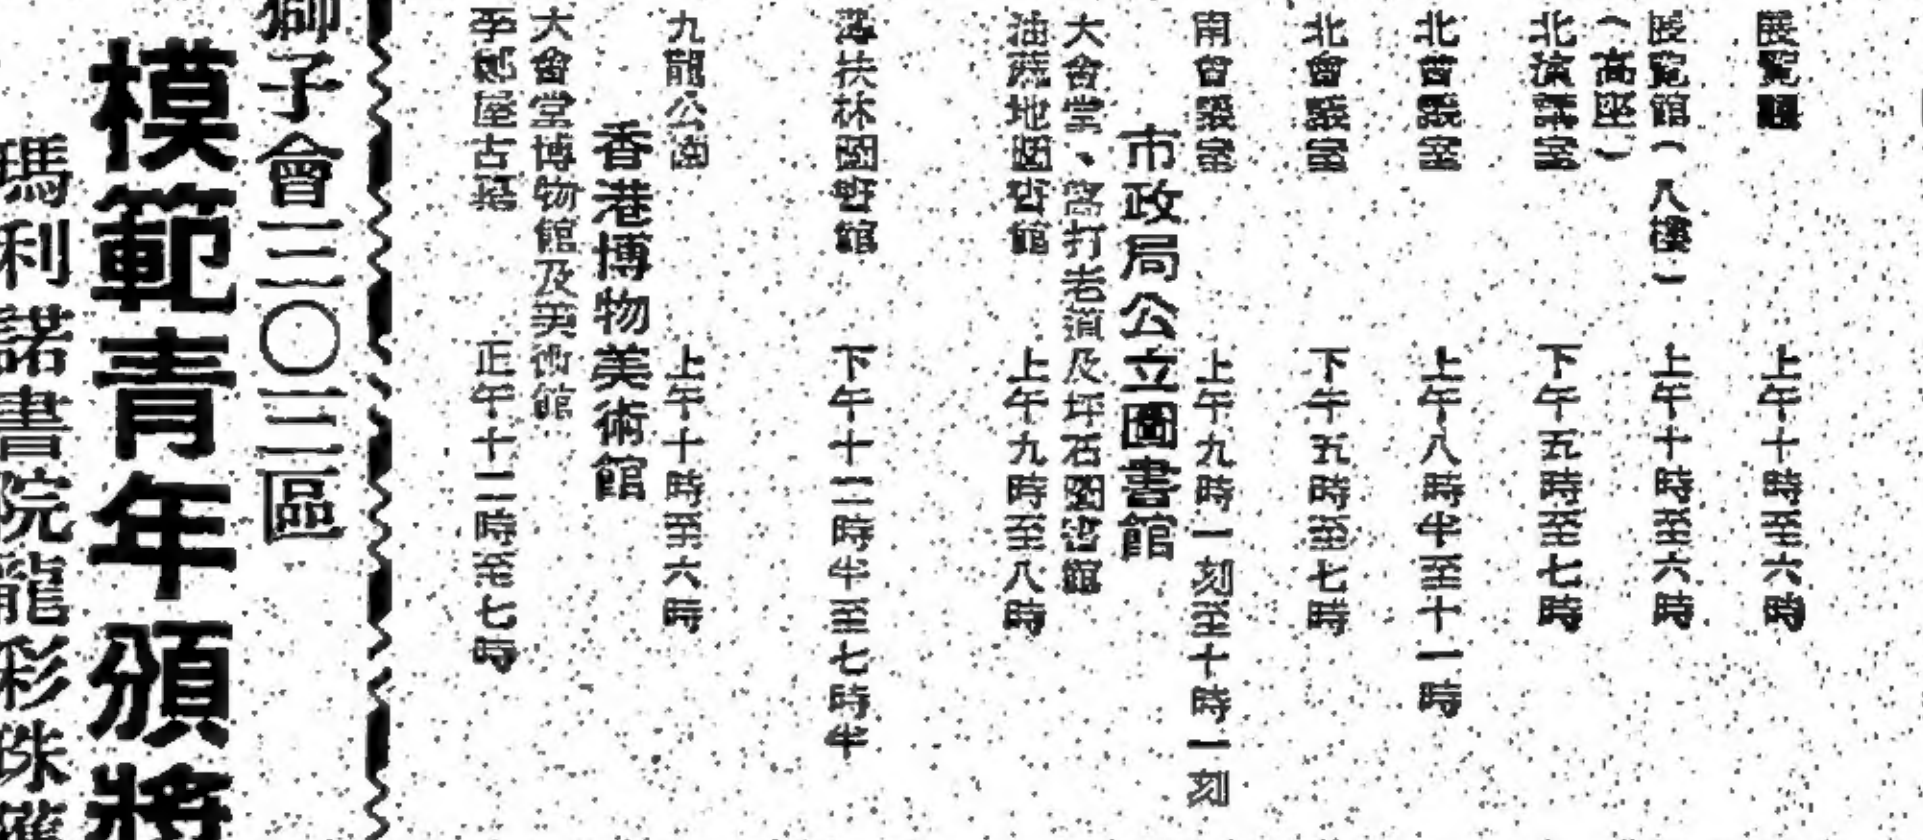 展覽廳　上午十時至六時
展覽館（八樓）　上午十時至六時
（高座）
北演講室　下午五時至七時
北會議室　上午八時半至十一時
北會議室　下午五時至七時
南會議室　上午九時一刻至十時一刻
市政局公立圖書館
大會堂、窩打老道及坪石圖書館
油蔴地圖書館　上午九時至八時
薄扶林圖書館　下午十二時半至七時半
九龍公園　上午十時至六時
香港博物美術館
大會堂博物館及美術館
李鄭屋古墓　正午十二時至七時
獅子會三〇三區
模範青年頒獎
瑪利諾書院龍彩珠獲